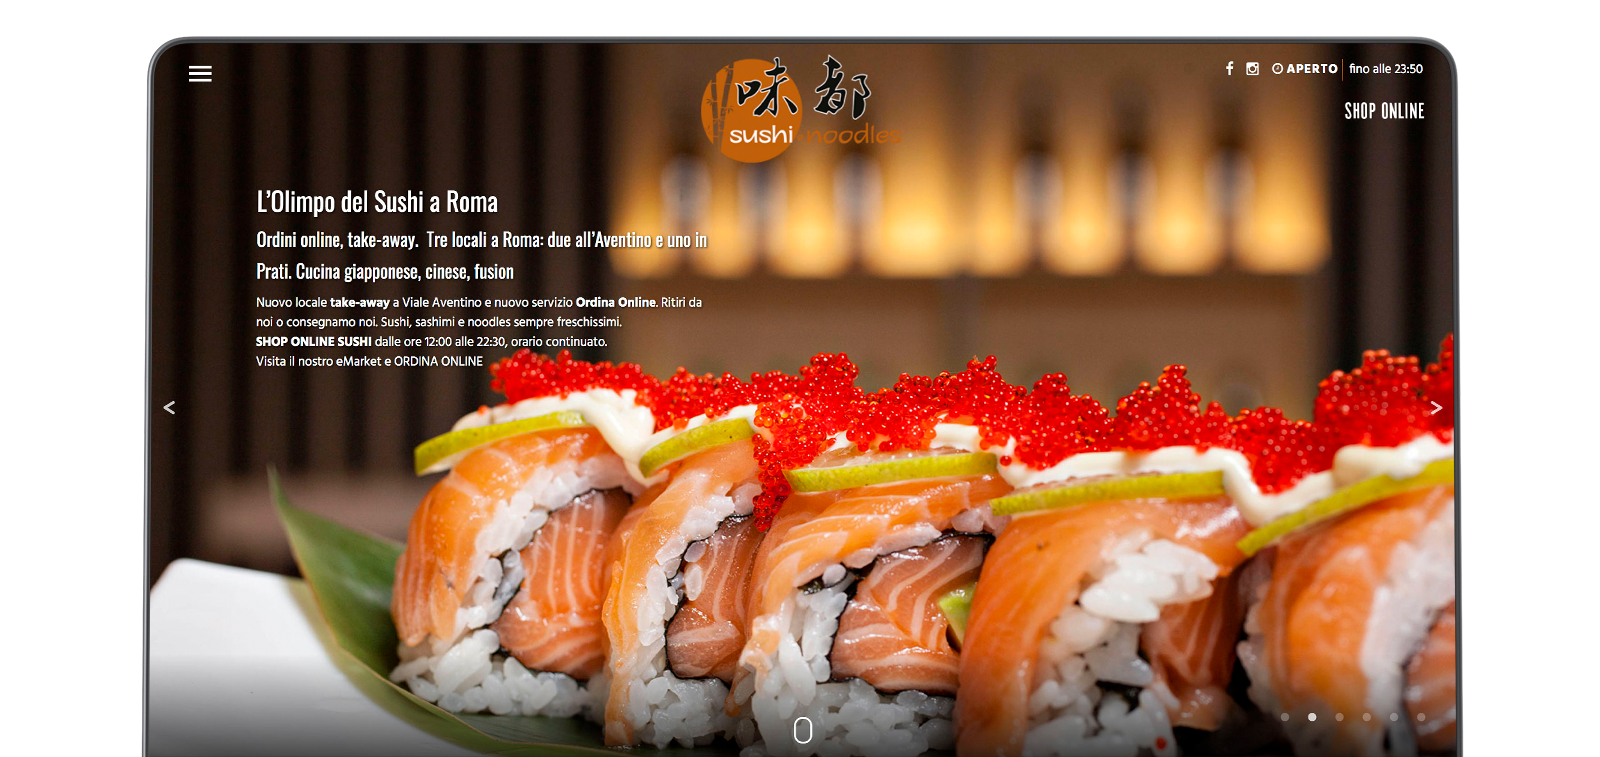 味都
sushi noodles
APERTO fino alle 23:50
SHOP ONLINE
L'Olimpo del Sushi a Roma
Ordini online, take-away. Tre locali a Roma: due all'Aventino e uno in
Prati. Cucina giapponese, cinese, fusion
Nuovo locale take-away a Viale Aventino e nuovo servizio Ordina Online. Ritiri da
noi o consegnamo noi. Sushi, sashimi e noodles sempre freschissimi.
SHOP ONLINE SUSHI dalle ore 12:00 alle 22:30, orario continuato.
Visita il nostro eMarket e ORDINA ONLINE